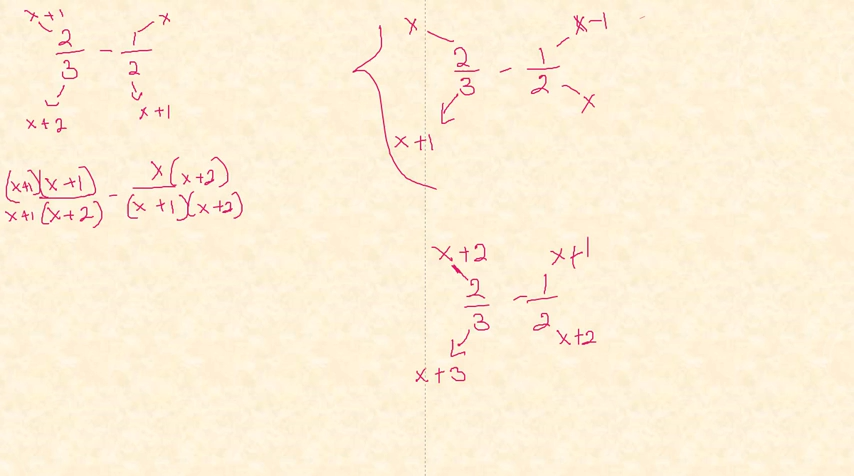 x+1 x
2/3 - 1/2
x+2 x+1
(x+1)(x+1)/x+1(x+2) - x(x+2)/(x+1)(x+2)
x x-1
2/3 - 1/2
x+1 x
x+2 x+1
2/3 - 1/2
x+3 x+2